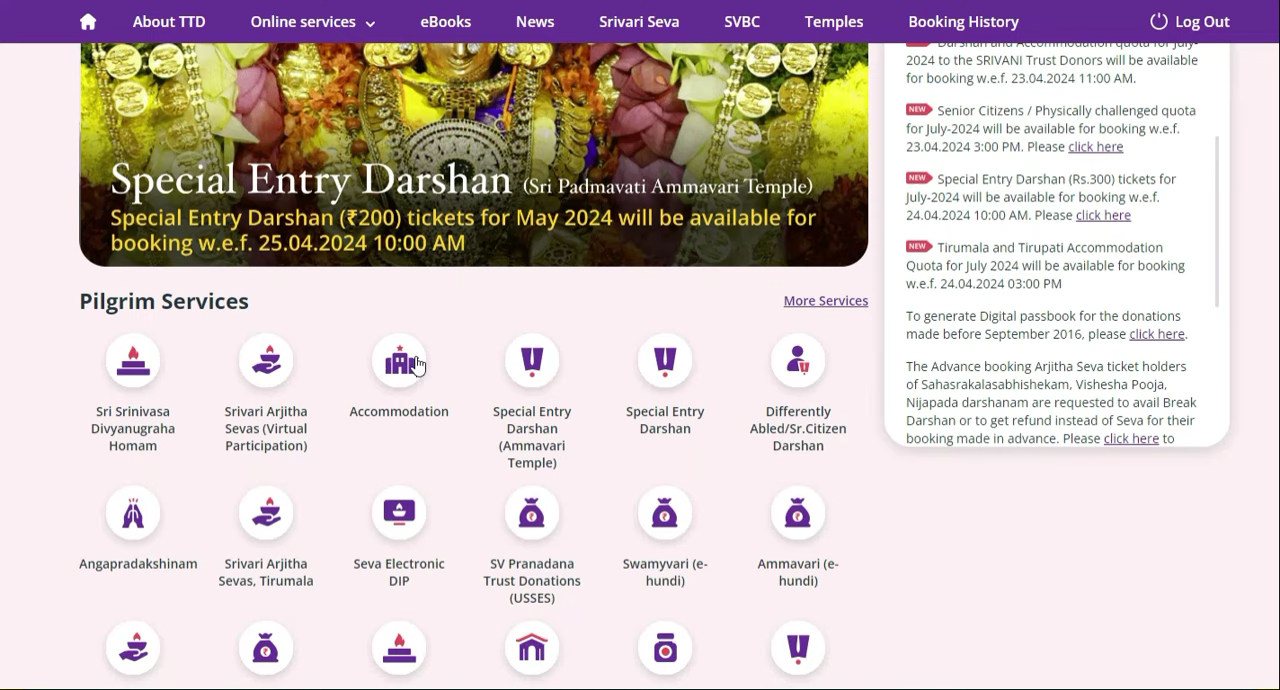 About TTD
Online services
eBooks
News
Srivari Seva
SVBC
Temples
Booking History
Log Out
Special Entry Darshan (Sri Padmavati Ammavari Temple)
Special Entry Darshan (₹200) tickets for May 2024 will be available for
booking w.e.f. 25.04.2024 10:00 AM
Darshan and Accommodation quota for July-
2024 to the SRIVANI Trust Donors will be available
for booking w.e.f. 23.04.2024 11:00 AM.
NEW Senior Citizens / Physically challenged quota
for July-2024 will be available for booking w.e.f.
23.04.2024 3:00 PM. Please click here
NEW Special Entry Darshan (Rs.300) tickets for
July-2024 will be available for booking w.e.f.
24.04.2024 10:00 AM. Please click here
NEW Tirumala and Tirupati Accommodation
Quota for July 2024 will be available for booking
w.e.f. 24.04.2024 03:00 PM
To generate Digital passbook for the donations
made before September 2016, please click here.
The Advance booking Arjitha Seva ticket holders
of Sahasrakalasabhishekam, Vishesha Pooja,
Nijapada darshanam are requested to avail Break
Darshan or to get refund instead of Seva for their
booking made in advance. Please click here to
Pilgrim Services
More Services
Sri Srinivasa
Divyanugraha
Homam
Srivari Arjitha
Sevas (Virtual
Participation)
Accommodation
Special Entry
Darshan
(Ammavari
Temple)
Special Entry
Darshan
Differently
Abled/Sr.Citizen
Darshan
Angapradakshinam
Srivari Arjitha
Sevas, Tirumala
Seva Electronic
DIP
SV Pranadana
Trust Donations
(USSES)
Swamyvari (e-
hundi)
Ammavari (e-
hundi)